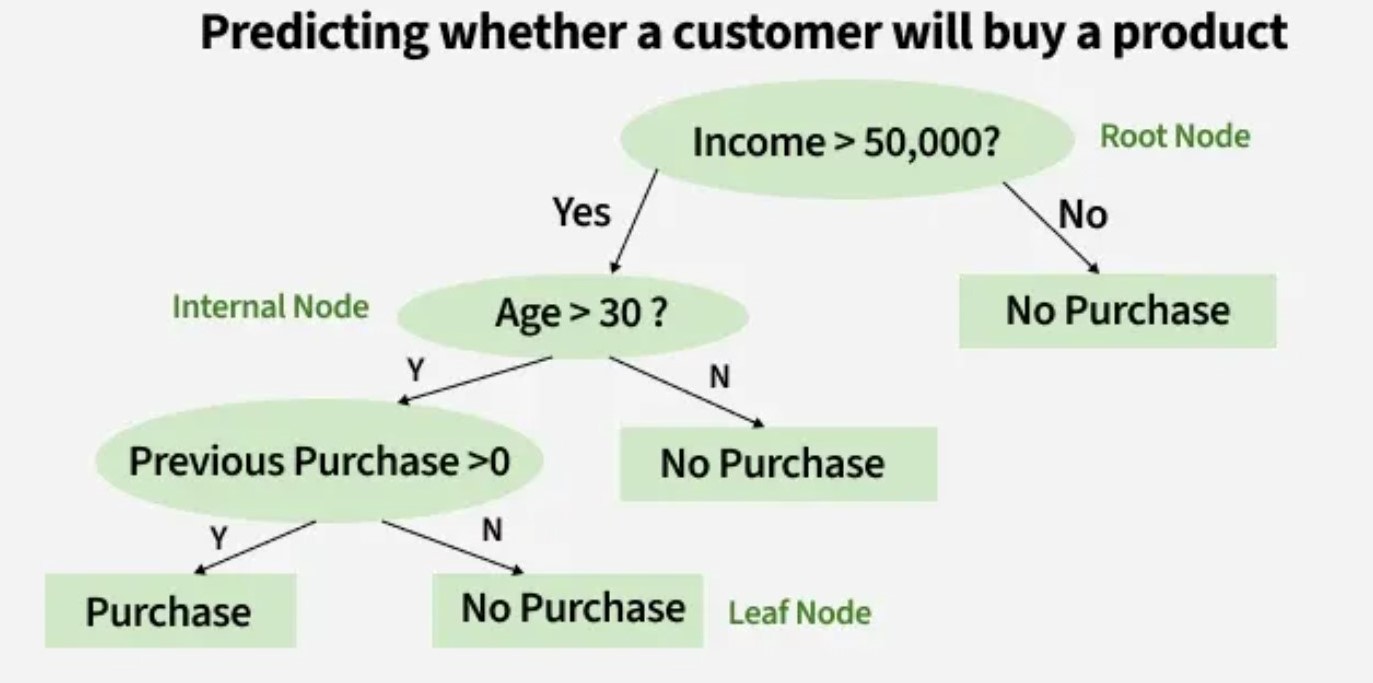 Predicting whether a customer will buy a product
Income > 50,000?
Root Node
Yes
No
Internal Node
Age > 30 ?
No Purchase
Y
N
Previous Purchase >0
No Purchase
Y
N
Purchase
No Purchase
Leaf Node